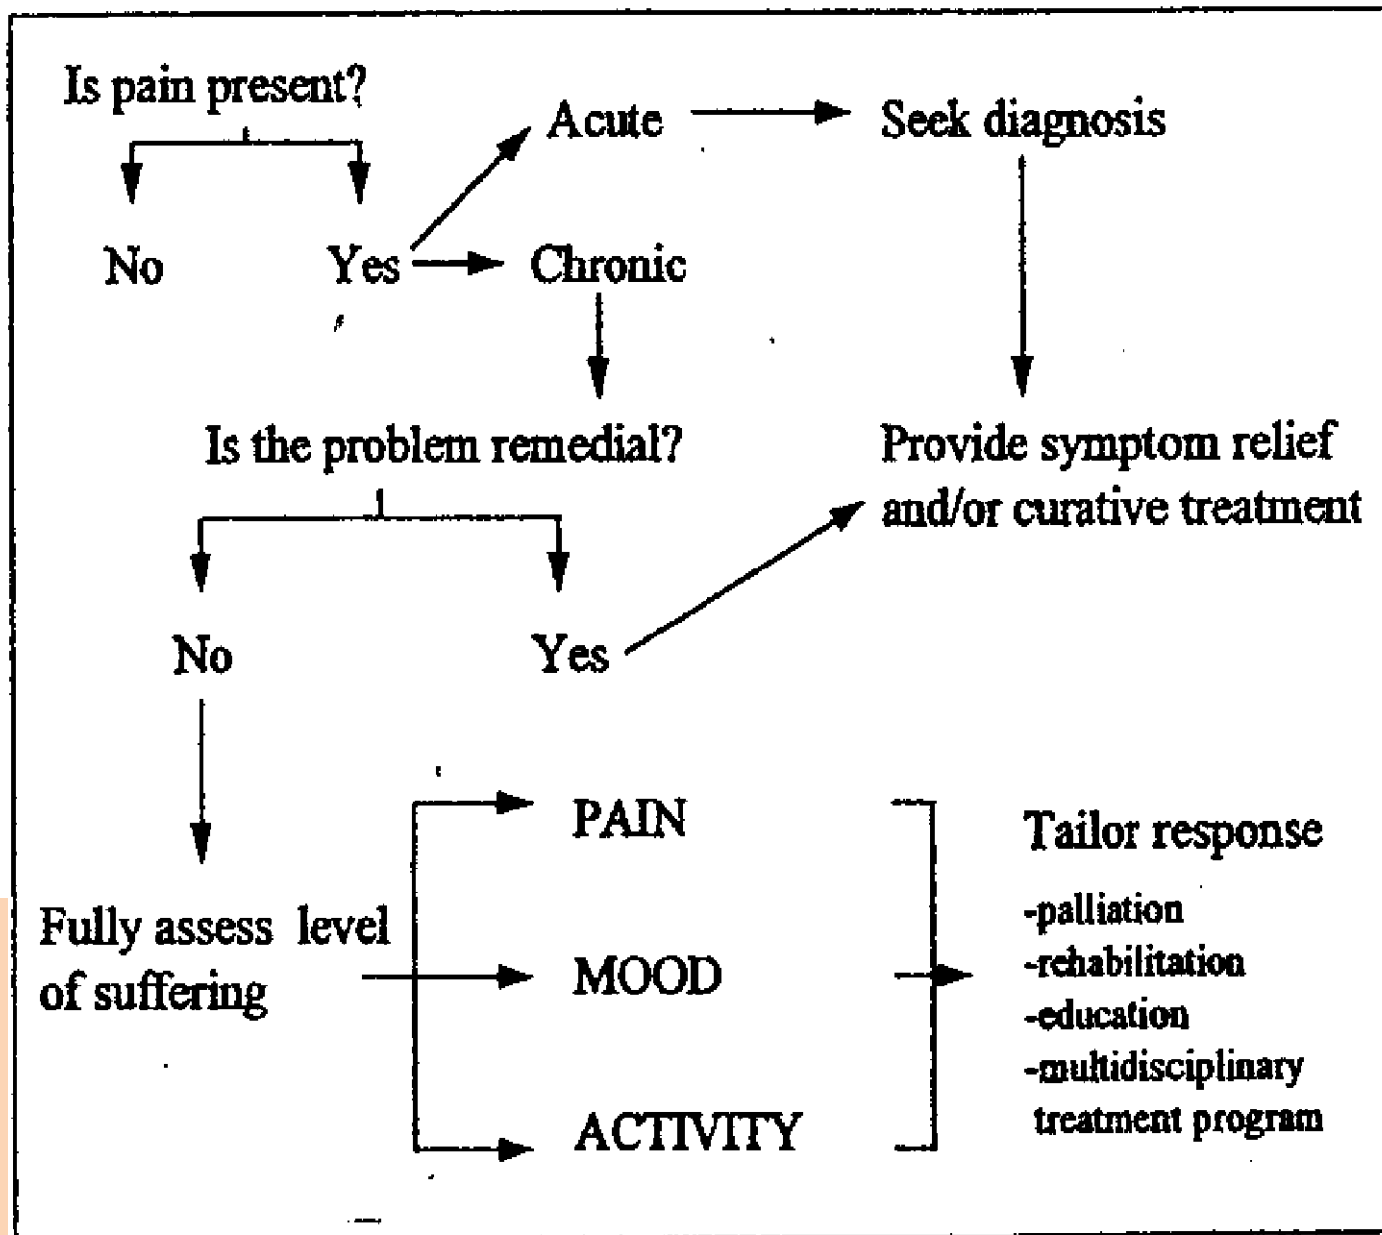 Is pain present?
Acute
Seek diagnosis
No
Yes
Chronic
Is the problem remedial?
Provide symptom relief
and/or curative treatment
No
Yes
PAIN
Tailor response
Fully assess level
of suffering
-palliation
-rehabilitation
MOOD
-education
-multidisciplinary
treatment program
ACTIVITY